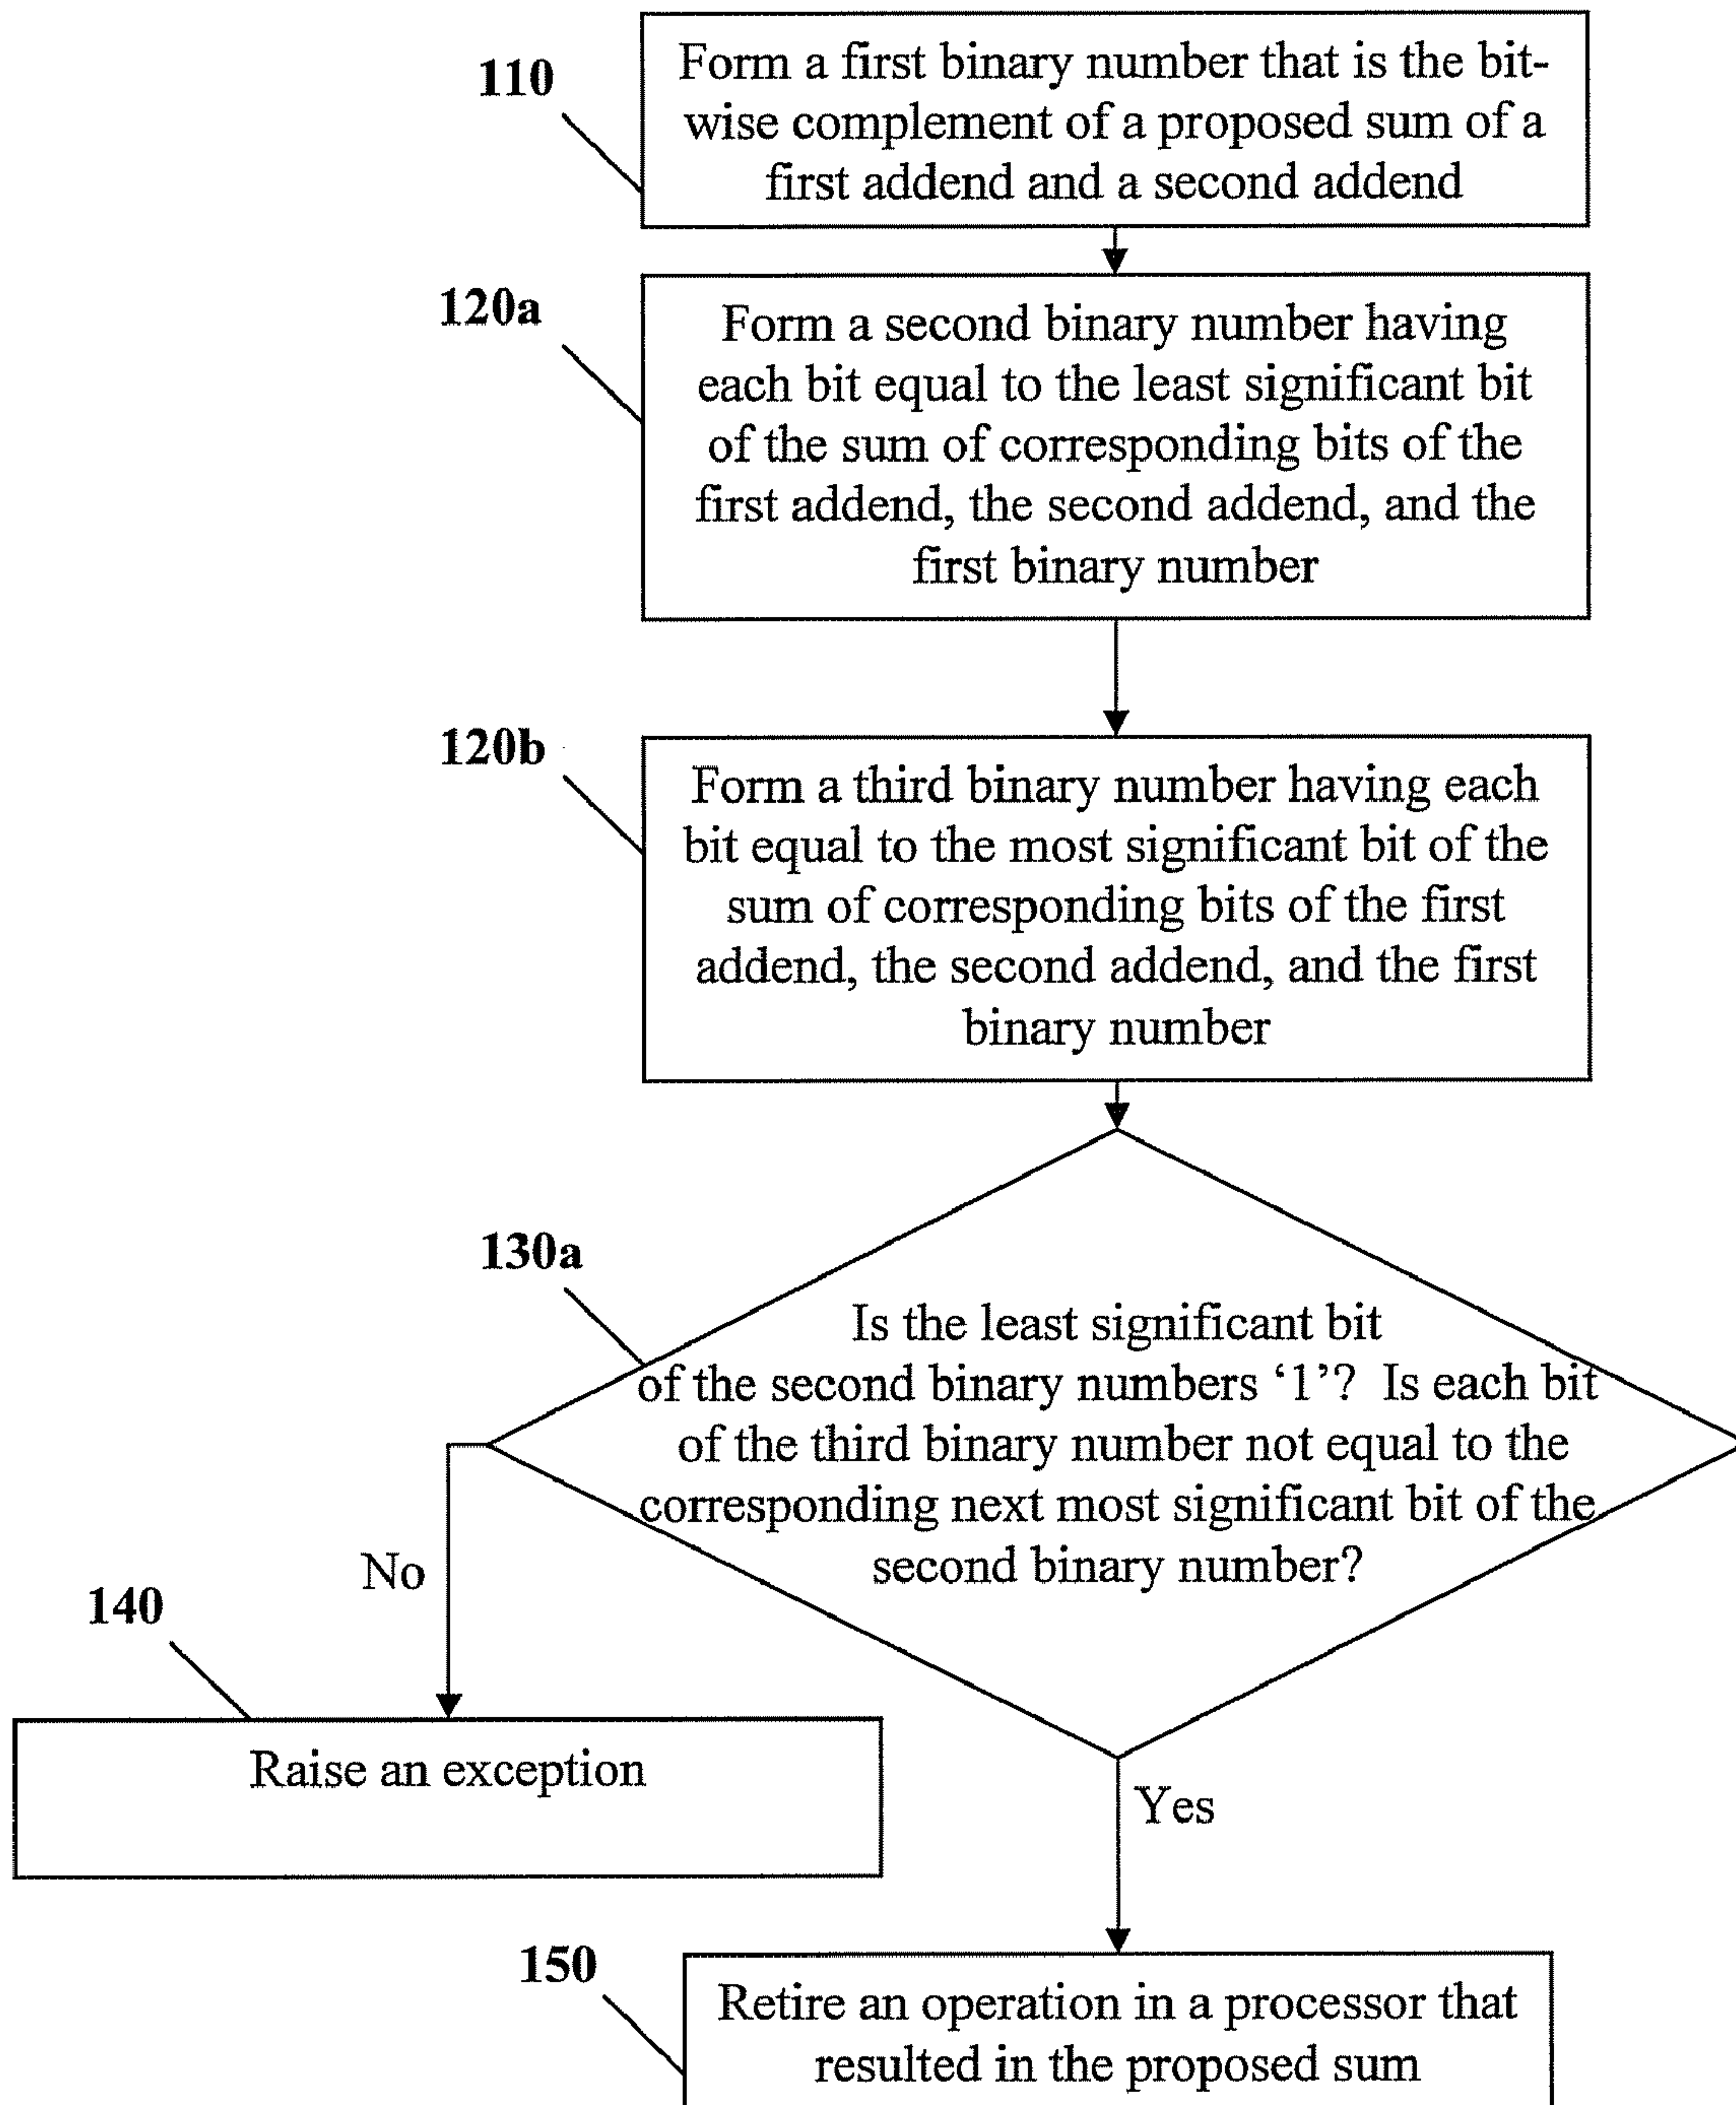 110
Form a first binary number that is the bit-
wise complement of a proposed sum of a
first addend and a second addend
120a
Form a second binary number having
each bit equal to the least significant bit
of the sum of corresponding bits of the
first addend, the second addend, and the
first binary number
120b
Form a third binary number having each
bit equal to the most significant bit of the
sum of corresponding bits of the first
addend, the second addend, and the first
binary number
130a
Is the least significant bit
of the second binary numbers ‘1’? Is each bit
of the third binary number not equal to the
corresponding next most significant bit of the
second binary number?
No
140
Raise an exception
Yes
150
Retire an operation in a processor that
resulted in the proposed sum